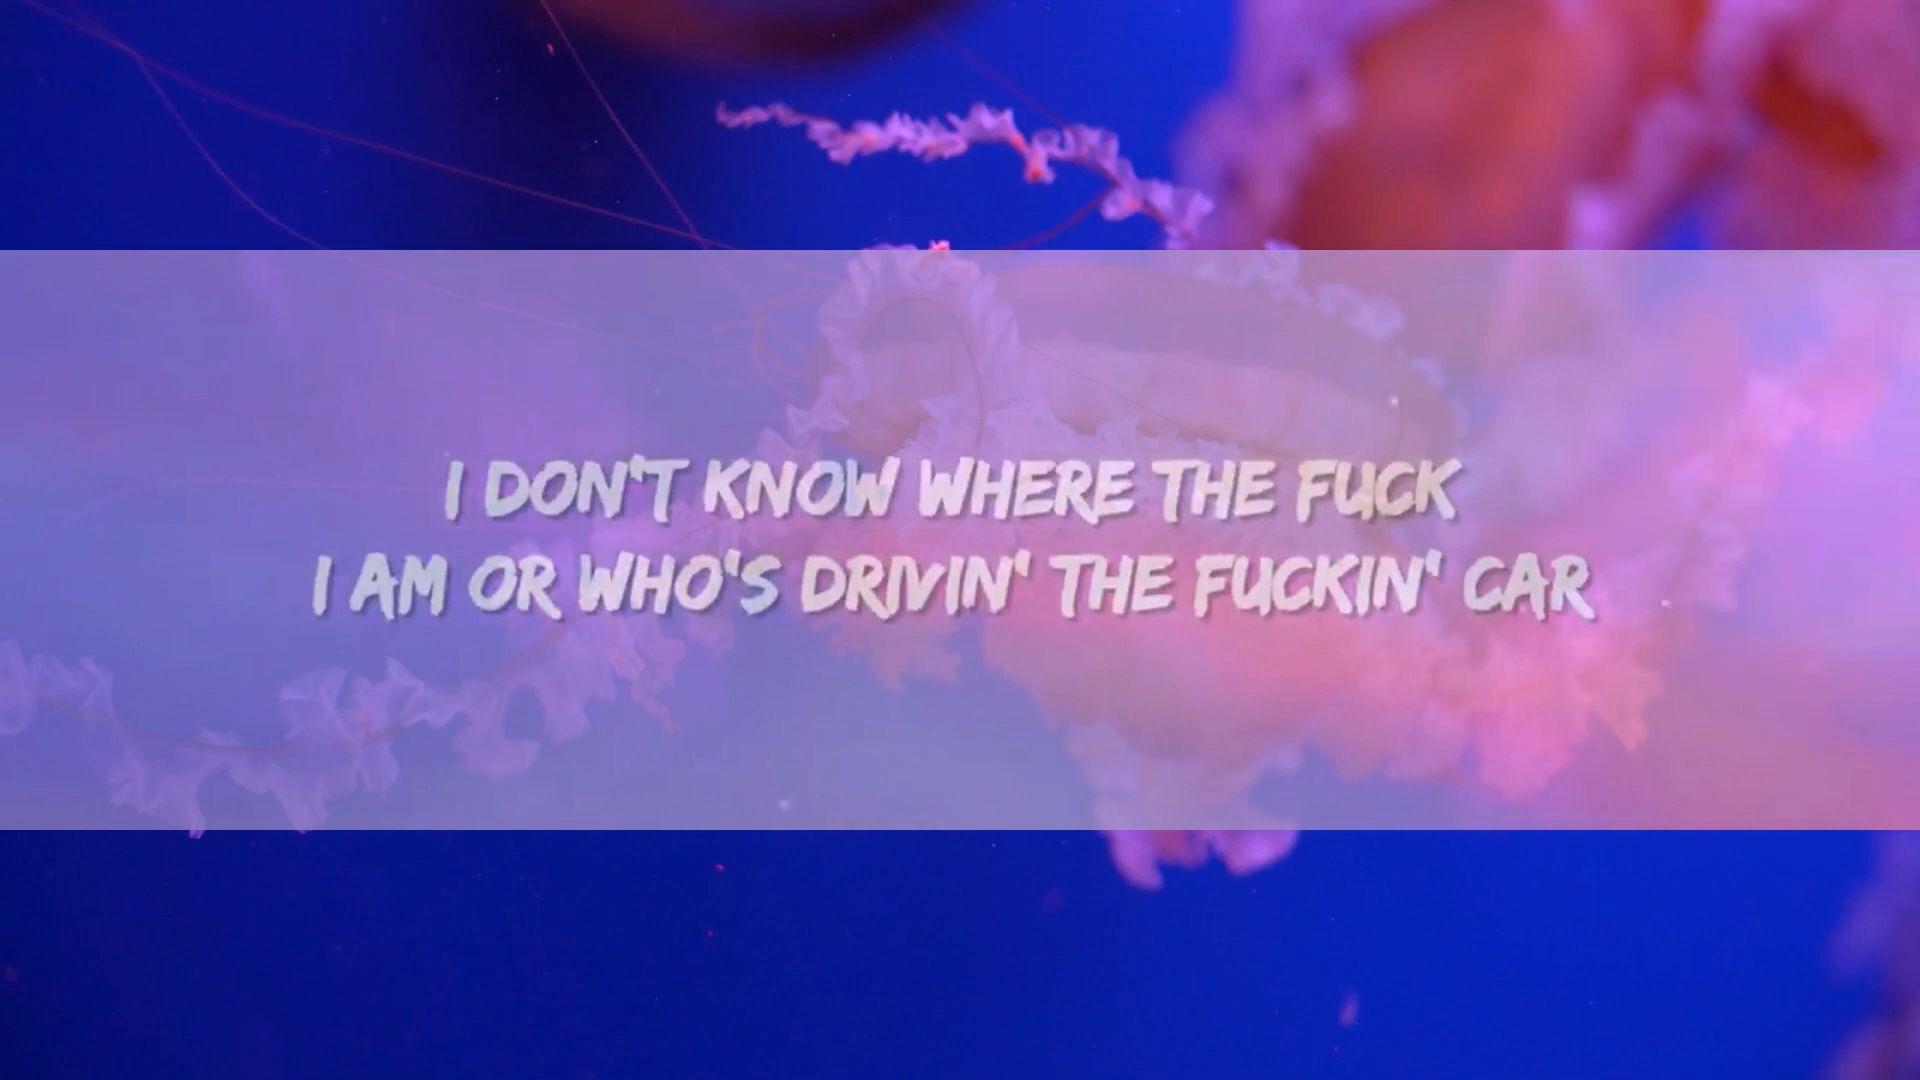 I DON'T KNOW WHERE THE FUCK
I AM OR WHO'S DRIVIN' THE FUCKIN' CAR